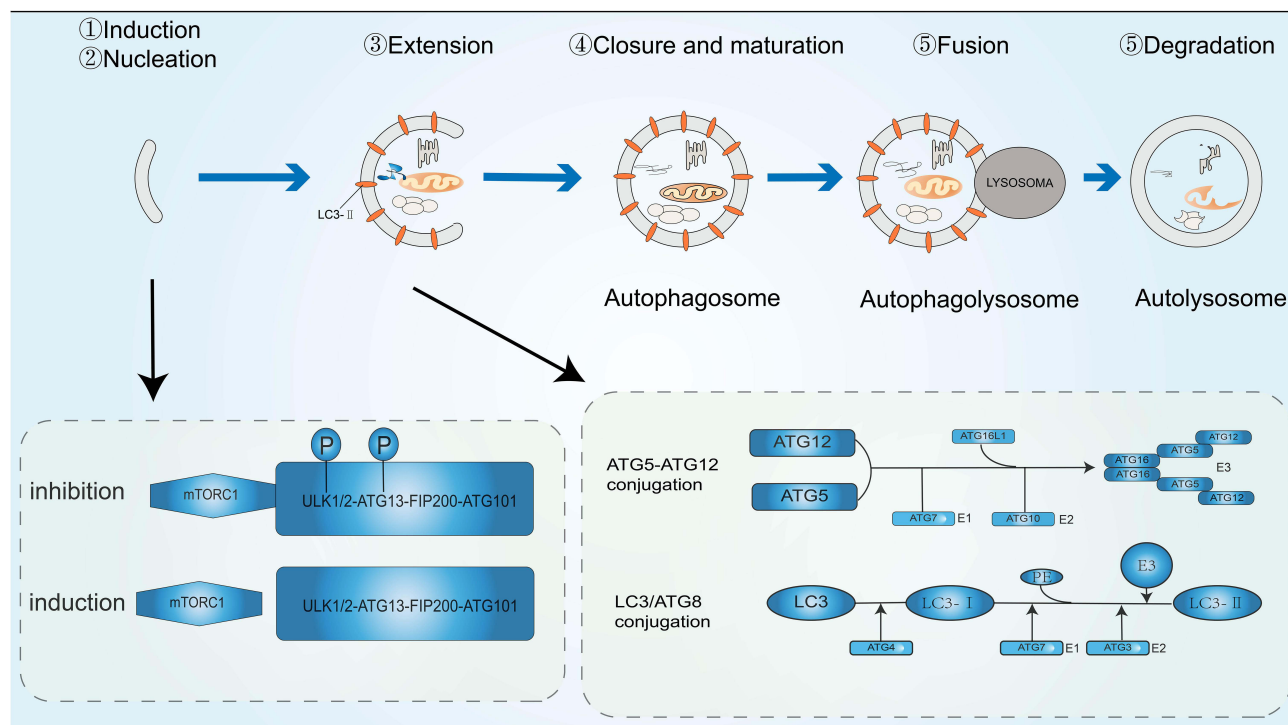 ①Induction
②Nucleation
③Extension
④Closure and maturation
⑤Fusion
⑤Degradation
LC3-Ⅱ
LYSOSOMA
Autophagosome
Autophagolysosome
Autolysosome
inhibition
mTORC1
P
P
ULK1/2-ATG13-FIP200-ATG101
induction
mTORC1
ULK1/2-ATG13-FIP200-ATG101
ATG5-ATG12
conjugation
ATG12
ATG5
ATG16L1
ATG7
E1
ATG10
E2
ATG12
ATG5
ATG16
ATG16
E3
ATG5
ATG12
LC3/ATG8
conjugation
LC3
ATG4
LC3-Ⅰ
PE
ATG7
E1
ATG3
E2
E3
LC3-Ⅱ